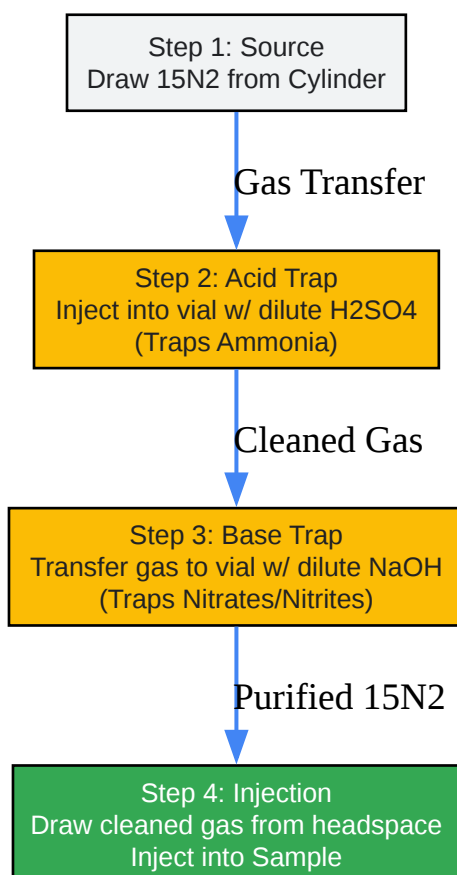 Step 1: Source
Draw 15N2 from Cylinder
Gas Transfer
Step 2: Acid Trap
Inject into vial w/ dilute H2SO4
(Traps Ammonia)
Cleaned Gas
Step 3: Base Trap
Transfer gas to vial w/ dilute NaOH
(Traps Nitrates/Nitrites)
Purified 15N2
Step 4: Injection
Draw cleaned gas from headspace
Inject into Sample